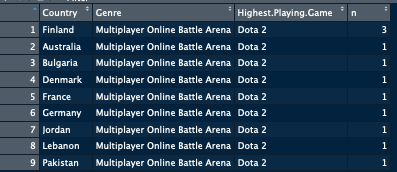 Country Genre Highest.Playing.Game n
1 Finland Multiplayer Online Battle Arena Dota 2 3
2 Australia Multiplayer Online Battle Arena Dota 2 1
3 Bulgaria Multiplayer Online Battle Arena Dota 2 1
4 Denmark Multiplayer Online Battle Arena Dota 2 1
5 France Multiplayer Online Battle Arena Dota 2 1
6 Germany Multiplayer Online Battle Arena Dota 2 1
7 Jordan Multiplayer Online Battle Arena Dota 2 1
8 Lebanon Multiplayer Online Battle Arena Dota 2 1
9 Pakistan Multiplayer Online Battle Arena Dota 2 1